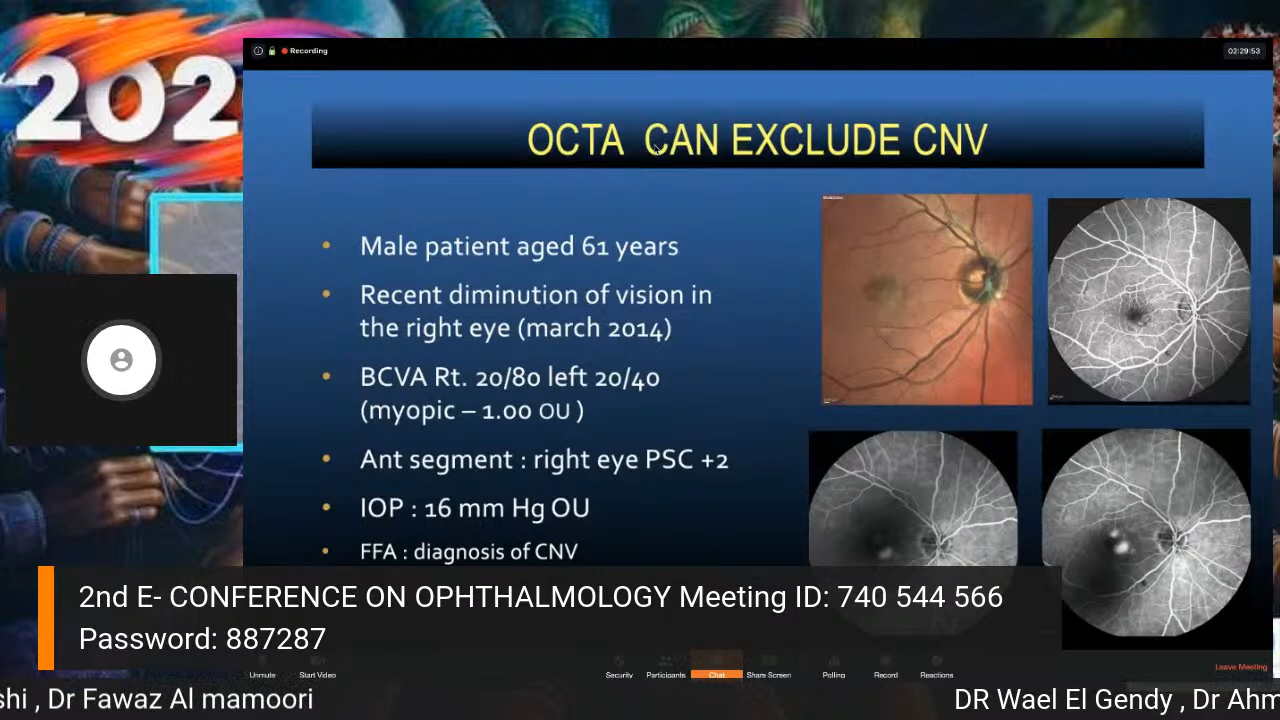 202
Recording
02:29:53
OCTA CAN EXCLUDE CNV
• Male patient aged 61 years
• Recent diminution of vision in
the right eye (march 2014)
• BCVA Rt. 20/80 left 20/40
(myopic – 1.00 OU )
• Ant segment : right eye PSC +2
• IOP : 16 mm Hg OU
• FFA : diagnosis of CNV
2nd E- CONFERENCE ON OPHTHALMOLOGY Meeting ID: 740 544 566
Password: 887287
Unmute Start Video Security Participants Chat Share Screen Polling Record Reactions Leave Meeting
shi , Dr Fawaz Al mamoori DR Wael El Gendy , Dr Ahm